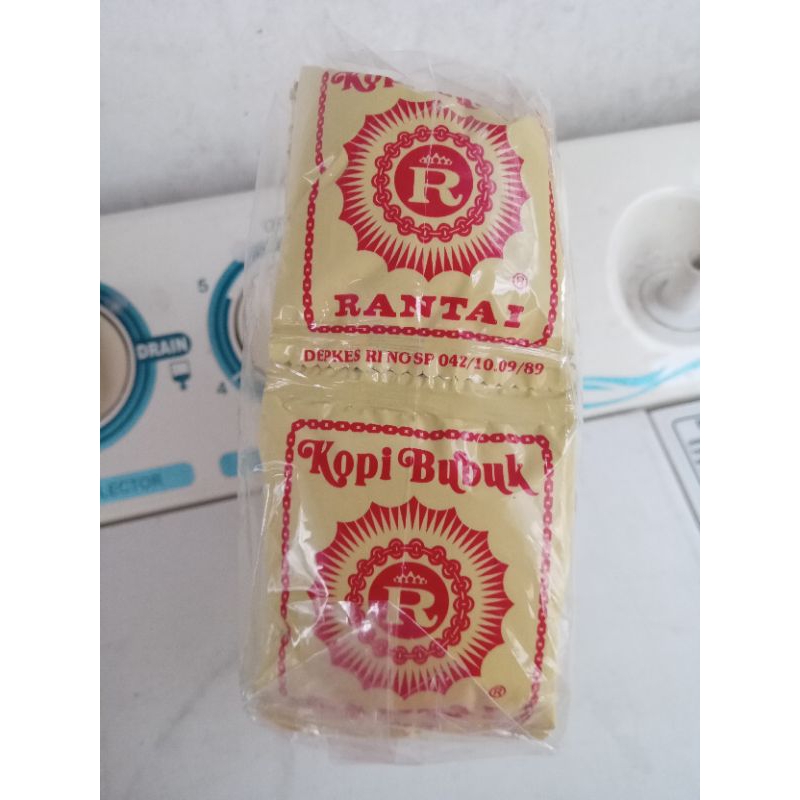 R
®
RANTAI
DEPKES RI NO SP 042/10.09/89
Kopi Bubuk
R
®
DRAIN
5
4